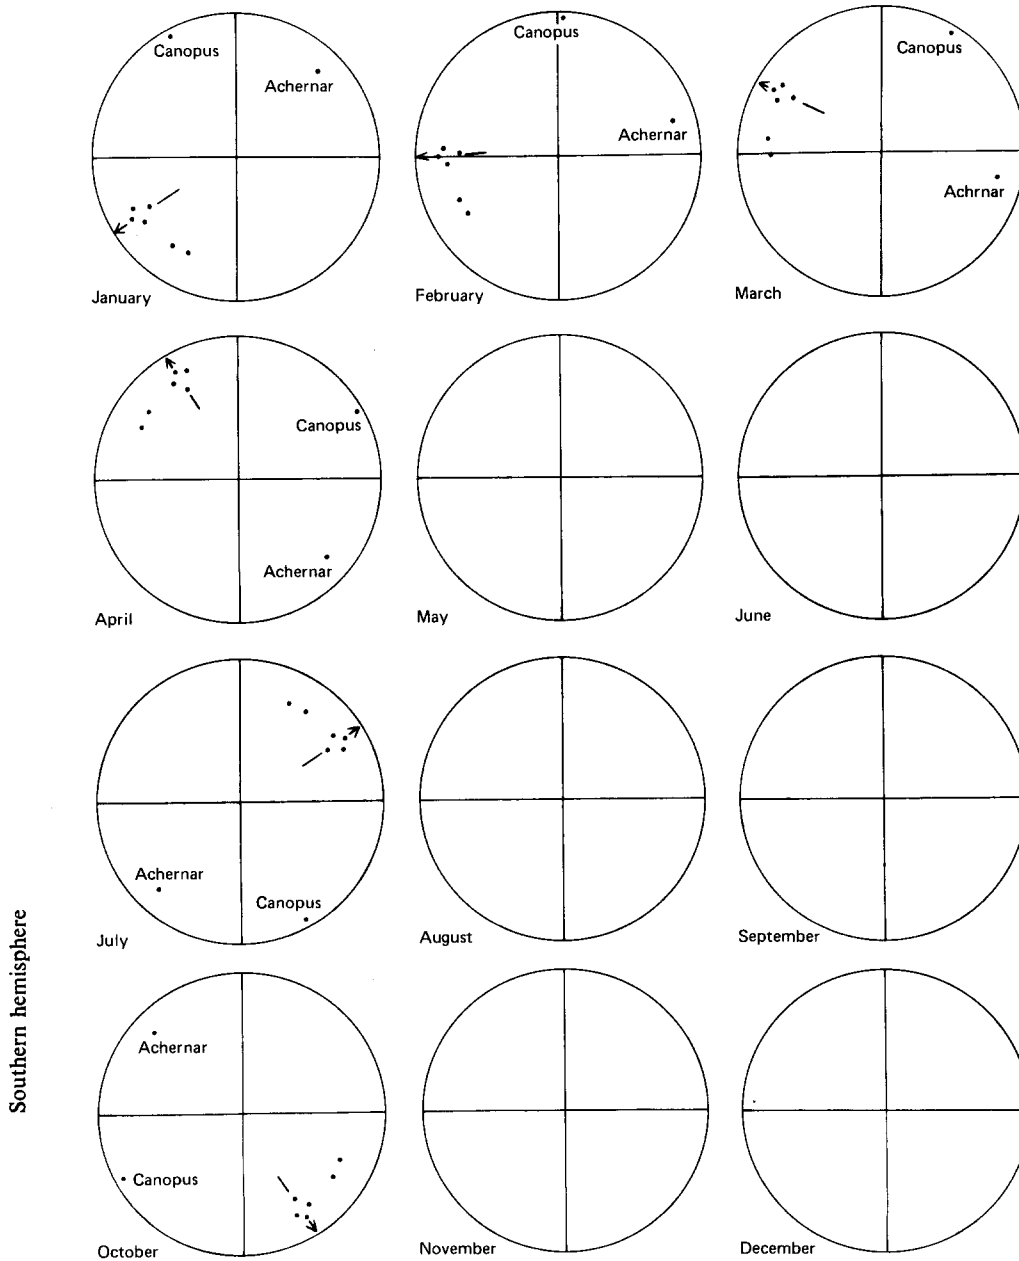 Canopus
Achernar
January
Canopus
Achernar
February
Canopus
Achrnar
March
Canopus
Achernar
April
May
June
Achernar
Canopus
July
August
September
Achernar
Canopus
October
November
December
Southern hemisphere